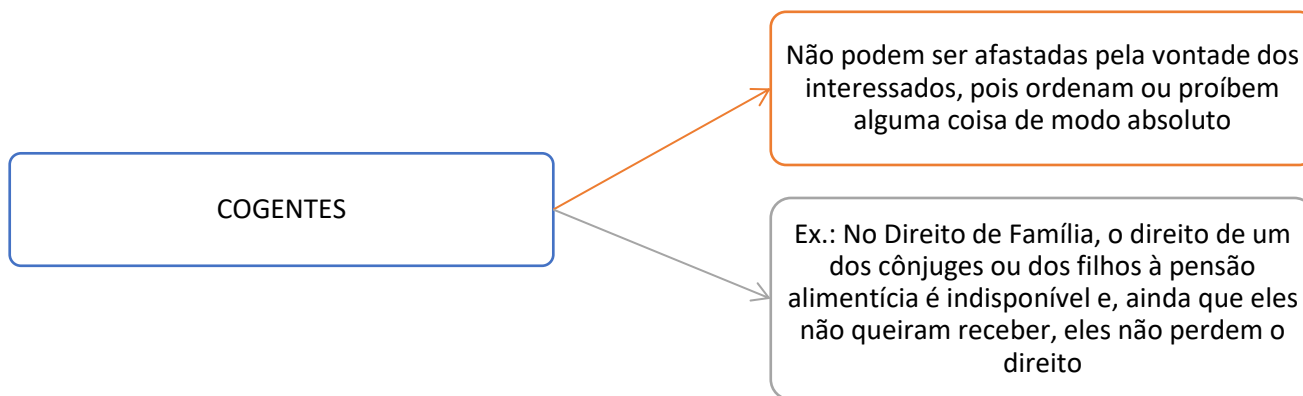 COGENTES
Não podem ser afastadas pela vontade dos
interessados, pois ordenam ou proíbem
alguma coisa de modo absoluto
Ex.: No Direito de Família, o direito de um
dos cônjuges ou dos filhos à pensão
alimentícia é indisponível e, ainda que eles
não queiram receber, eles não perdem o
direito